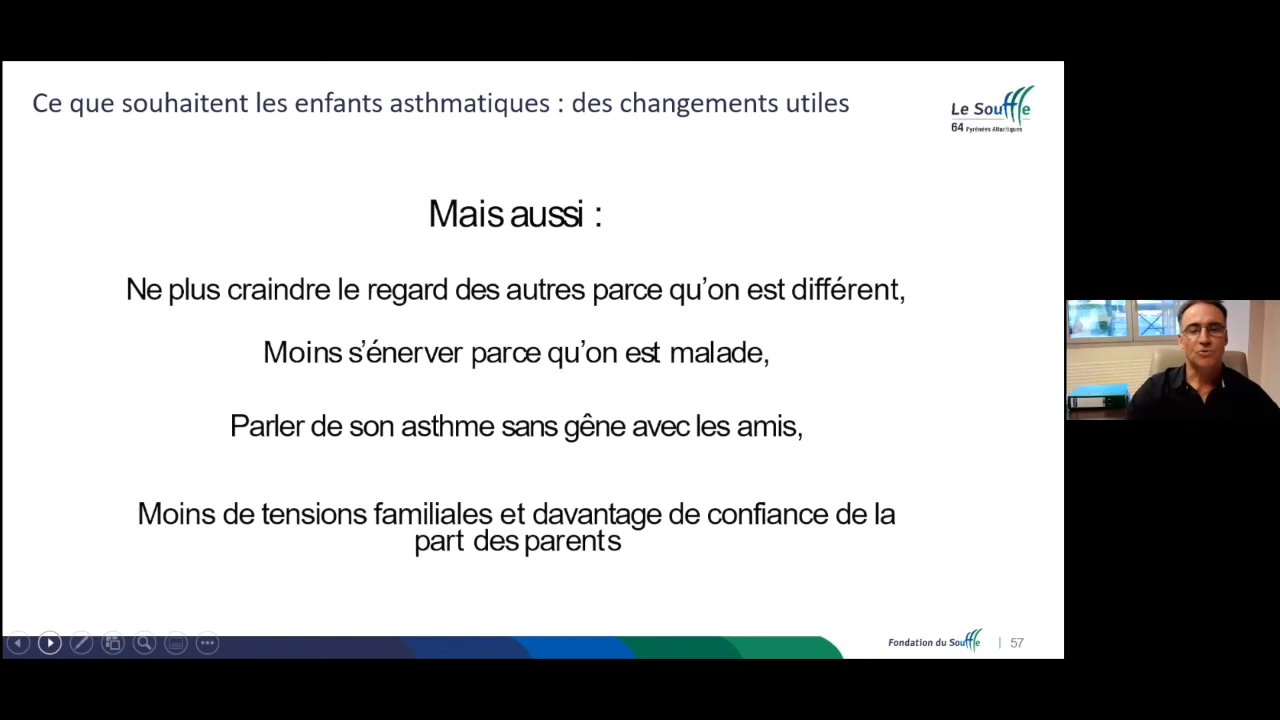 Ce que souhaitent les enfants asthmatiques : des changements utiles
Le Souffle
64 Pyrénées Atlantiques
Mais aussi :
Ne plus craindre le regard des autres parce qu’on est différent,
Moins s’énerver parce qu’on est malade,
Parler de son asthme sans gêne avec les amis,
Moins de tensions familiales et davantage de confiance de la
part des parents
Fondation du Souffle | 57